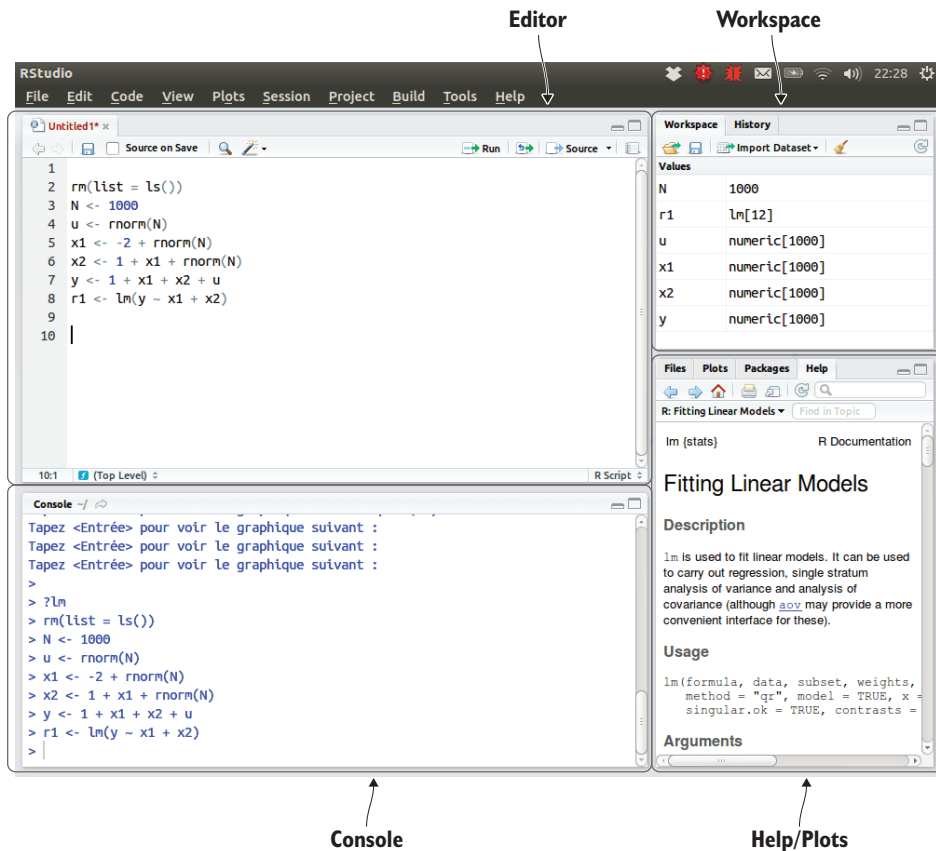 Editor
Workspace
RStudio
22:28
File Edit Code View Plots Session Project Build Tools Help
Untitled1*
Source on Save
Run
Source
1
2 rm(list = ls())
3 N <- 1000
4 u <- rnorm(N)
5 x1 <- -2 + rnorm(N)
6 x2 <- 1 + x1 + rnorm(N)
7 y <- 1 + x1 + x2 + u
8 r1 <- lm(y ~ x1 + x2)
9
10
10:1 (Top Level) R Script
Workspace History
Import Dataset
Values
N 1000
r1 lm[12]
u numeric[1000]
x1 numeric[1000]
x2 numeric[1000]
y numeric[1000]
Console ~/
Tapez <Entrée> pour voir le graphique suivant :
Tapez <Entrée> pour voir le graphique suivant :
Tapez <Entrée> pour voir le graphique suivant :
>
> ?lm
> rm(list = ls())
> N <- 1000
> u <- rnorm(N)
> x1 <- -2 + rnorm(N)
> x2 <- 1 + x1 + rnorm(N)
> y <- 1 + x1 + x2 + u
> r1 <- lm(y ~ x1 + x2)
>
Files Plots Packages Help
R: Fitting Linear Models Find in Topic
lm {stats} R Documentation
Fitting Linear Models
Description
lm is used to fit linear models. It can be used
to carry out regression, single stratum
analysis of variance and analysis of
covariance (although aov may provide a more
convenient interface for these).
Usage
lm(formula, data, subset, weights,
method = "qr", model = TRUE, x =
singular.ok = TRUE, contrasts =
Arguments
Console
Help/Plots